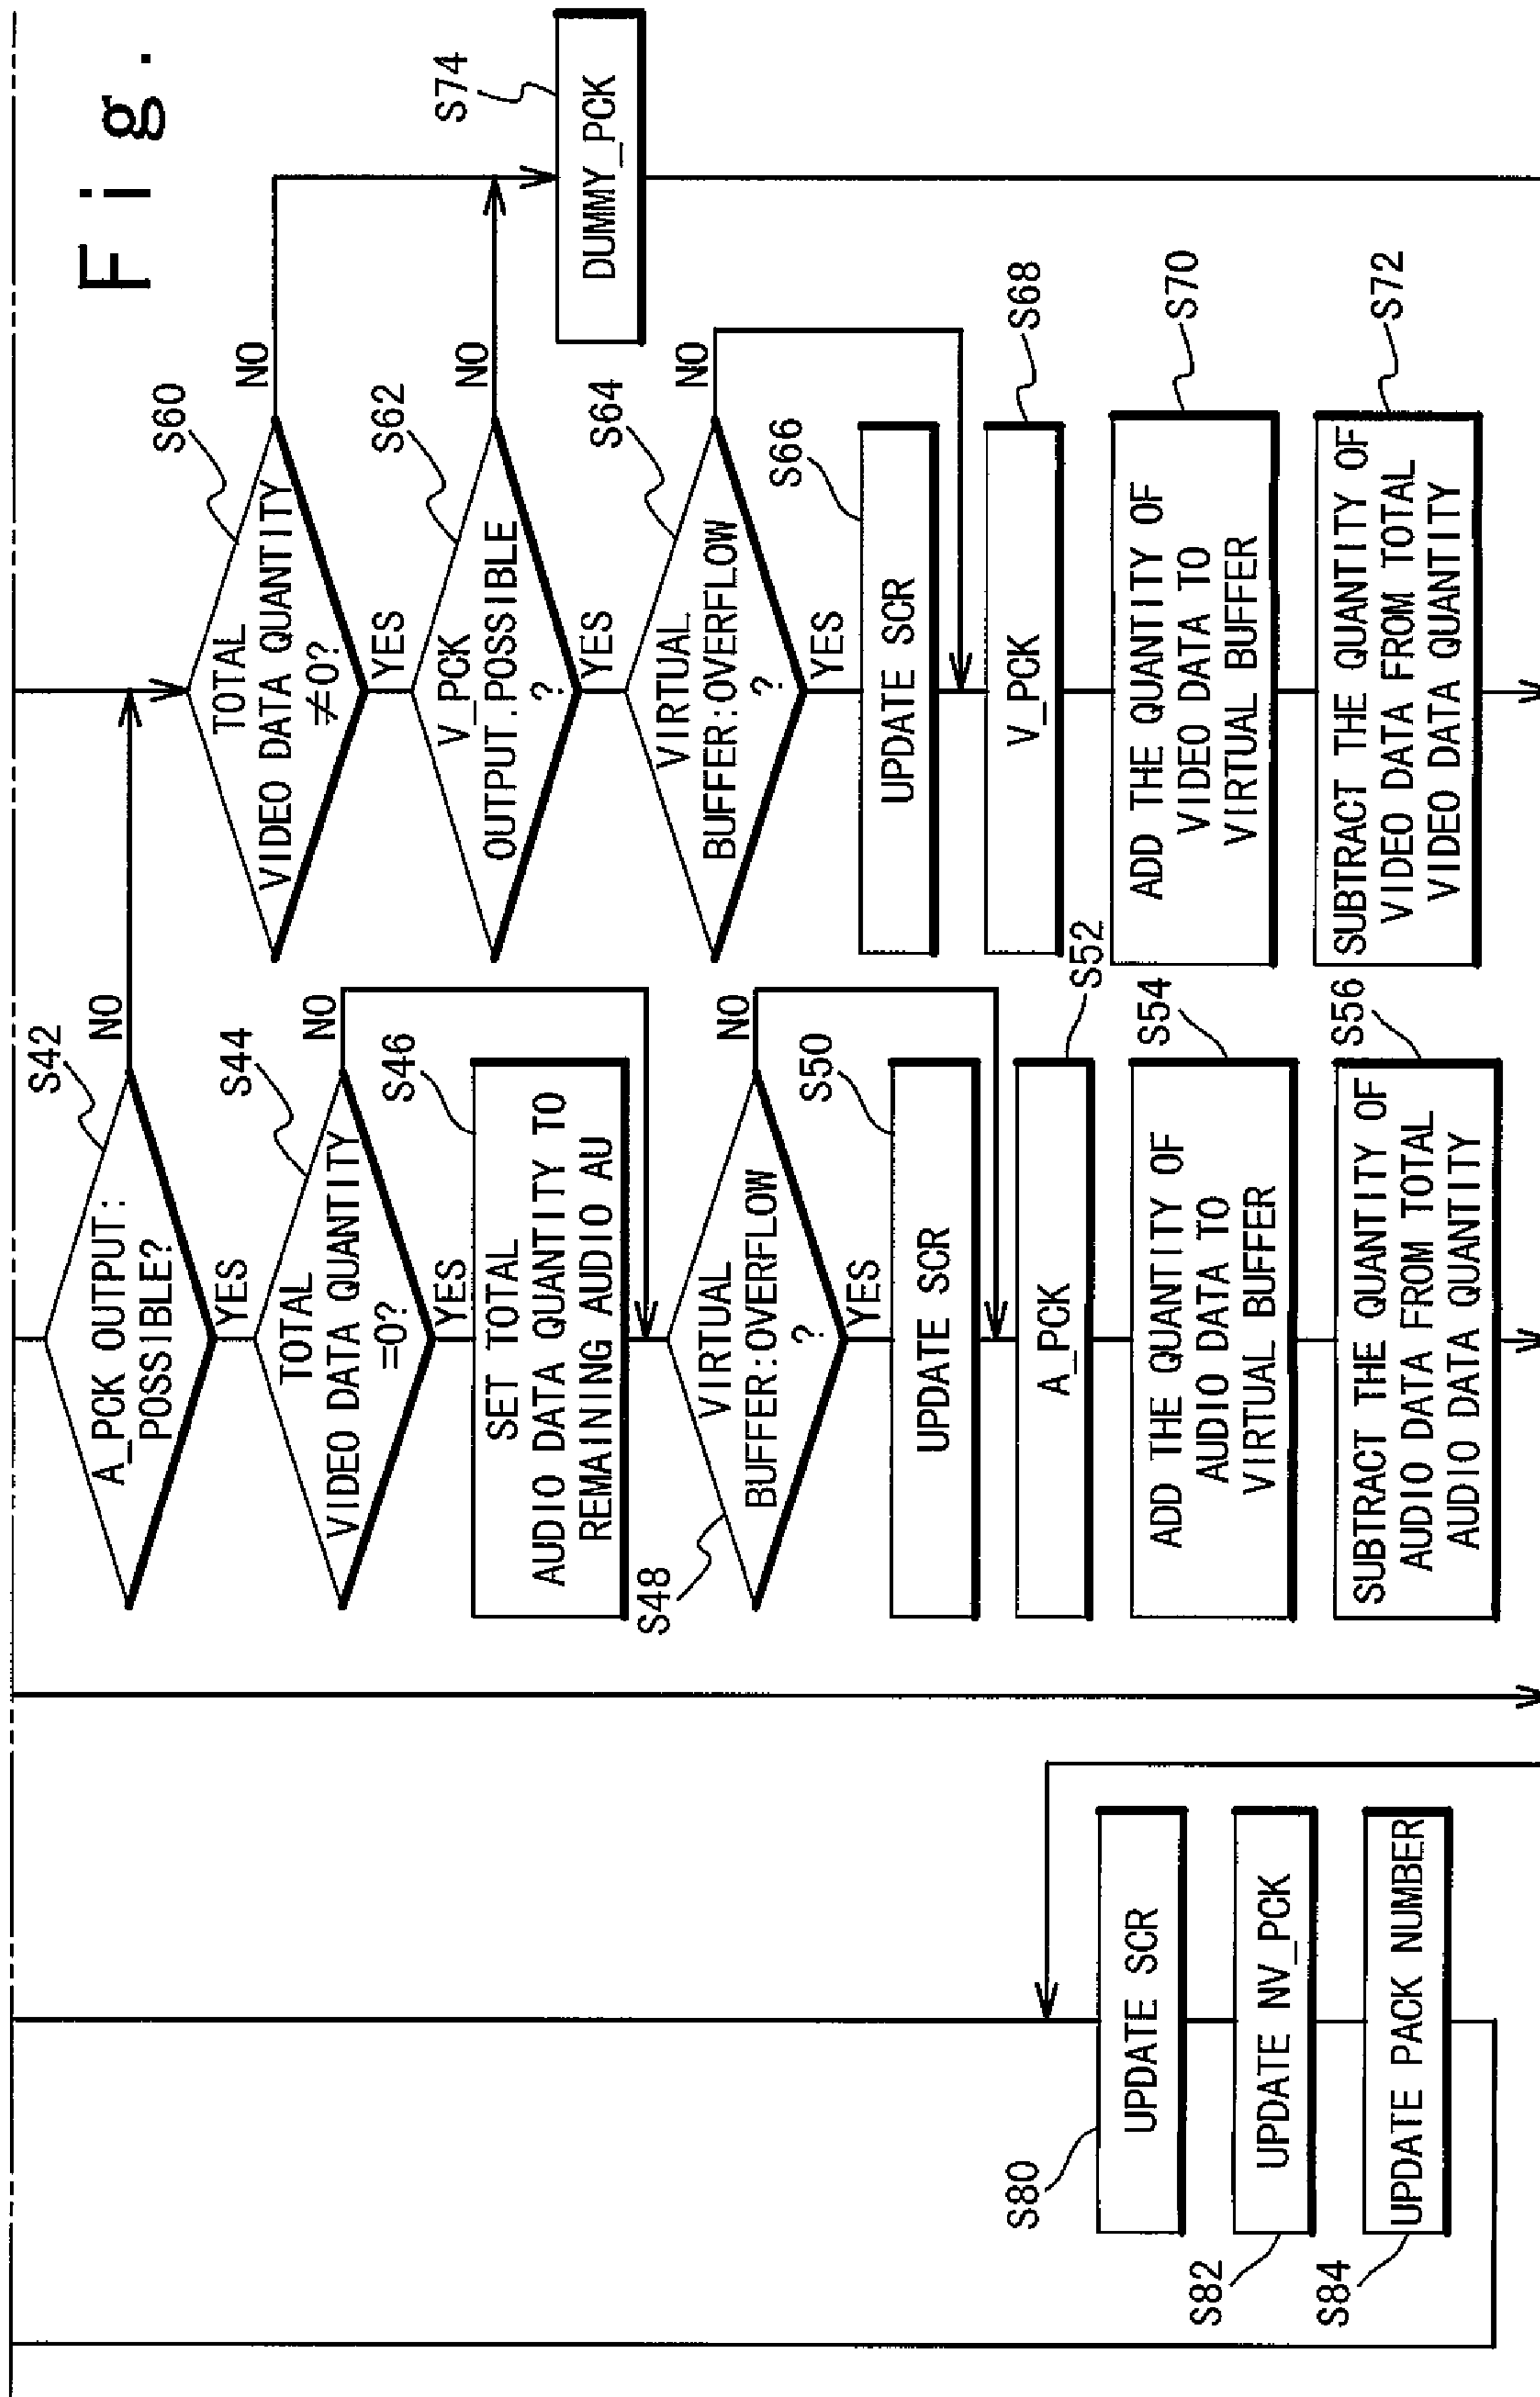 Fig.
S42
A_PCK OUTPUT:
POSSIBLE?
NO
YES
S44
TOTAL
VIDEO DATA QUANTITY
=0?
NO
YES
S46
SET TOTAL
AUDIO DATA QUANTITY TO
REMAINING AUDIO AU
S48
VIRTUAL
BUFFER:OVERFLOW
?
NO
YES
S50
UPDATE SCR
S52
A_PCK
S54
ADD THE QUANTITY OF
AUDIO DATA TO
VIRTUAL BUFFER
S56
SUBTRACT THE QUANTITY OF
AUDIO DATA FROM TOTAL
AUDIO DATA QUANTITY
S60
TOTAL
VIDEO DATA QUANTITY
≠0?
NO
YES
S62
V_PCK
OUTPUT.POSSIBLE
?
NO
YES
S64
VIRTUAL
BUFFER:OVERFLOW
?
NO
YES
S66
UPDATE SCR
S68
V_PCK
S70
ADD THE QUANTITY OF
VIDEO DATA TO
VIRTUAL BUFFER
S72
SUBTRACT THE QUANTITY OF
VIDEO DATA FROM TOTAL
VIDEO DATA QUANTITY
S74
DUMMY_PCK
S80
UPDATE SCR
S82
UPDATE NV_PCK
S84
UPDATE PACK NUMBER